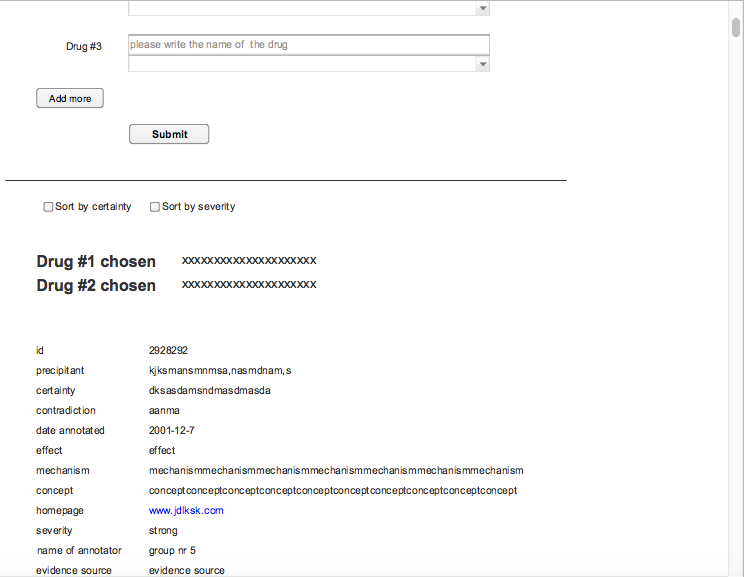 Drug #3 please write the name of the drug
Add more
Submit
Sort by certainty Sort by severity
Drug #1 chosen xxxxxxxxxxxxxxxxxxxxx
Drug #2 chosen xxxxxxxxxxxxxxxxxxxxx
id 2928292
precipitant kjksmansmnmsa,nasmdnam,s
certainty dksasdamsndmasdmasda
contradiction aanma
date annotated 2001-12-7
effect effect
mechanism mechanismmechanismmechanismmechanismmechanismmechanismmechanism
concept conceptconceptconceptconceptconceptconceptconceptconceptconceptconcept
homepage www.jdlksk.com
severity strong
name of annotator group nr 5
evidence source evidence source